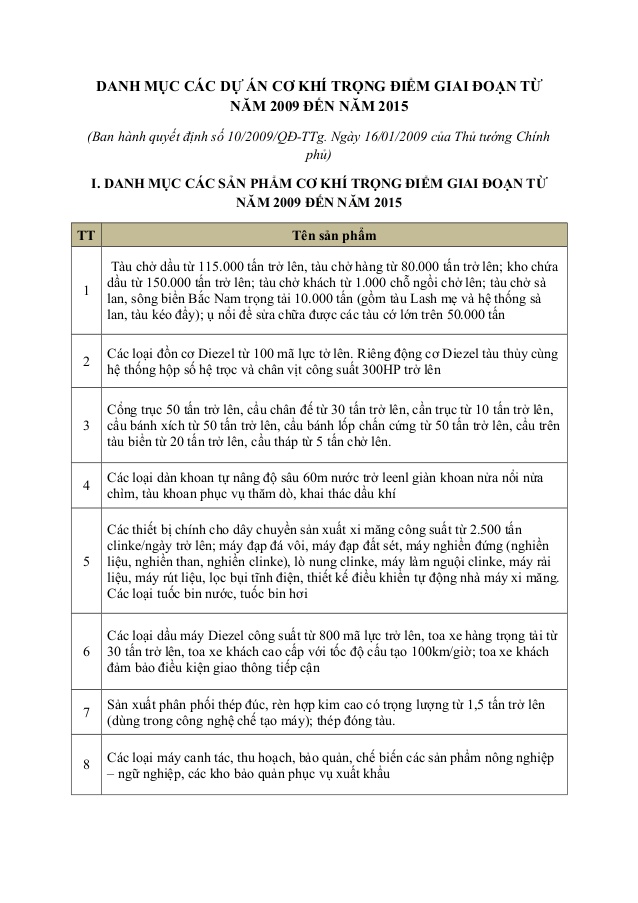 DANH MỤC CÁC DỰ ÁN CƠ KHÍ TRỌNG ĐIỂM GIAI ĐOẠN TỪ
NĂM 2009 ĐẾN NĂM 2015
(Ban hành quyết định số 10/2009/QĐ-TTg. Ngày 16/01/2009 của Thủ tướng Chính
phủ)
I. DANH MỤC CÁC SẢN PHẨM CƠ KHÍ TRỌNG ĐIỂM GIAI ĐOẠN TỪ
NĂM 2009 ĐẾN NĂM 2015
TT Tên sản phẩm
1
Tàu chở dầu từ 115.000 tấn trở lên, tàu chở hàng từ 80.000 tấn trở lên; kho chứa
dầu từ 150.000 tấn trở lên; tàu chở khách từ 1.000 chỗ ngồi chở lên; tàu chở sà
lan, sông biển Bắc Nam trọng tải 10.000 tấn (gồm tàu Lash mẹ và hệ thống sà
lan, tàu kéo đẩy); ụ nổi để sửa chữa được các tàu cớ lớn trên 50.000 tấn
2
Các loại đồn cơ Diezel từ 100 mã lực tở lên. Riêng động cơ Diezel tàu thủy cùng
hệ thống hộp số hệ trọc và chân vịt công suất 300HP trở lên
3
Cổng trục 50 tấn trở lên, cẩu chân đế từ 30 tấn trở lên, cần trục từ 10 tấn trở lên,
cẩu bánh xích từ 50 tấn trở lên, cẩu bánh lốp chấn cứng từ 50 tấn trở lên, cẩu trên
tàu biển từ 20 tấn trở lên, cẩu tháp từ 5 tấn chở lên.
4
Các loại dàn khoan tự nâng độ sâu 60m nước trở leenl giàn khoan nửa nổi nửa
chìm, tàu khoan phục vụ thăm dò, khai thác dầu khí
5
Các thiết bị chính cho dây chuyền sản xuất xi măng công suất từ 2.500 tấn
clinke/ngày trở lên; máy đạp đá vôi, máy đạp đất sét, máy nghiền đứng (nghiền
liệu, nghiền than, nghiền clinke), lò nung clinke, máy làm nguội clinke, máy rải
liệu, máy rút liệu, lọc bụi tĩnh điện, thiết kế điều khiển tự động nhà máy xi măng.
Các loại tuốc bin nước, tuốc bin hơi
6
Các loại dầu máy Diezel công suất từ 800 mã lực trở lên, toa xe hàng trọng tải từ
30 tấn trở lên, toa xe khách cao cấp với tốc độ cấu tạo 100km/giờ; toa xe khách
đảm bảo điều kiện giao thông tiếp cận
7
Sản xuất phân phối thép đúc, rèn hợp kim cao có trọng lượng từ 1,5 tấn trở lên
(dùng trong công nghệ chế tạo máy); thép đóng tàu.
8
Các loại máy canh tác, thu hoạch, bảo quản, chế biến các sản phẩm nông nghiệp
– ngữ nghiệp, các kho bảo quản phục vụ xuất khẩu